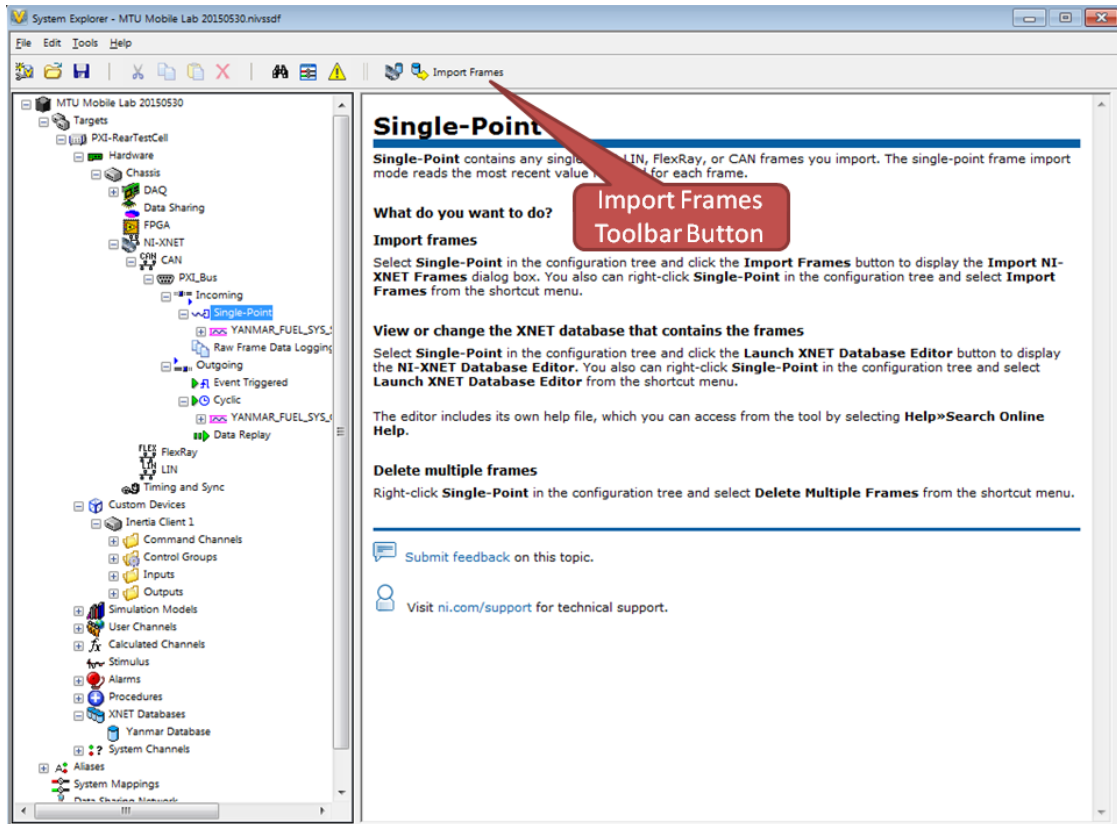 System Explorer - MTU Mobile Lab 20150530.nivssdf
File Edit Tools Help
Import Frames
MTU Mobile Lab 20150530
Targets
PXI-RearTestCell
Hardware
Chassis
DAQ
Data Sharing
FPGA
NI-XNET
CAN
PXI_Bus
Incoming
Single-Point
YANMAR_FUEL_SYS_
Raw Frame Data Logging
Outgoing
Event Triggered
Cyclic
YANMAR_FUEL_SYS_
Data Replay
FlexRay
LIN
Timing and Sync
Custom Devices
Inertia Client 1
Command Channels
Control Groups
Inputs
Outputs
Simulation Models
User Channels
Calculated Channels
Stimulus
Alarms
Procedures
XNET Databases
Yanmar Database
System Channels
Aliases
System Mappings
Data Sharing Network
Single-Point
Single-Point contains any single LIN, FlexRay, or CAN frames you import. The single-point frame import
mode reads the most recent value for each frame.
Import Frames
Toolbar Button
What do you want to do?
Import frames
Select Single-Point in the configuration tree and click the Import Frames button to display the Import NI-
XNET Frames dialog box. You also can right-click Single-Point in the configuration tree and select Import
Frames from the shortcut menu.
View or change the XNET database that contains the frames
Select Single-Point in the configuration tree and click the Launch XNET Database Editor button to display
the NI-XNET Database Editor. You also can right-click Single-Point in the configuration tree and select
Launch XNET Database Editor from the shortcut menu.
The editor includes its own help file, which you can access from the tool by selecting Help»Search Online
Help.
Delete multiple frames
Right-click Single-Point in the configuration tree and select Delete Multiple Frames from the shortcut menu.
Submit feedback on this topic.
Visit ni.com/support for technical support.